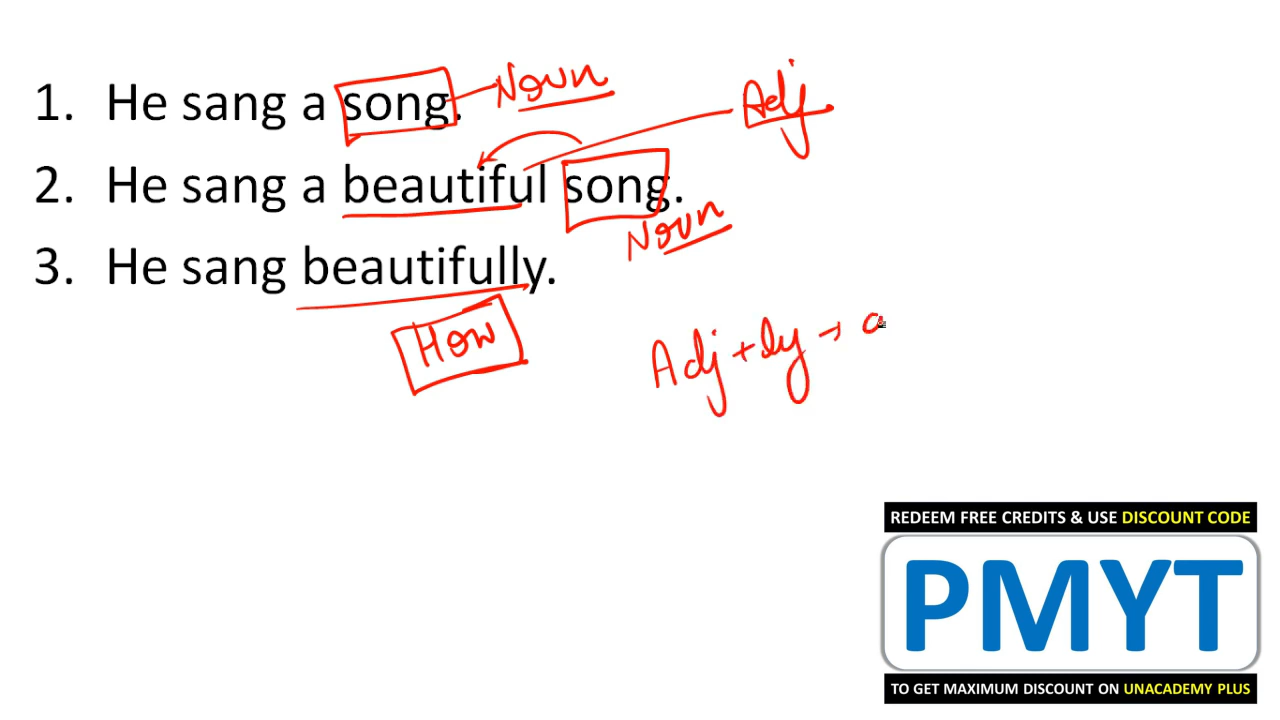 1. He sang a song. Noun
Adj
2. He sang a beautiful song.
Noun
3. He sang beautifully.
How
Adj + ly → a
REDEEM FREE CREDITS & USE DISCOUNT CODE
PMYT
TO GET MAXIMUM DISCOUNT ON UNACADEMY PLUS